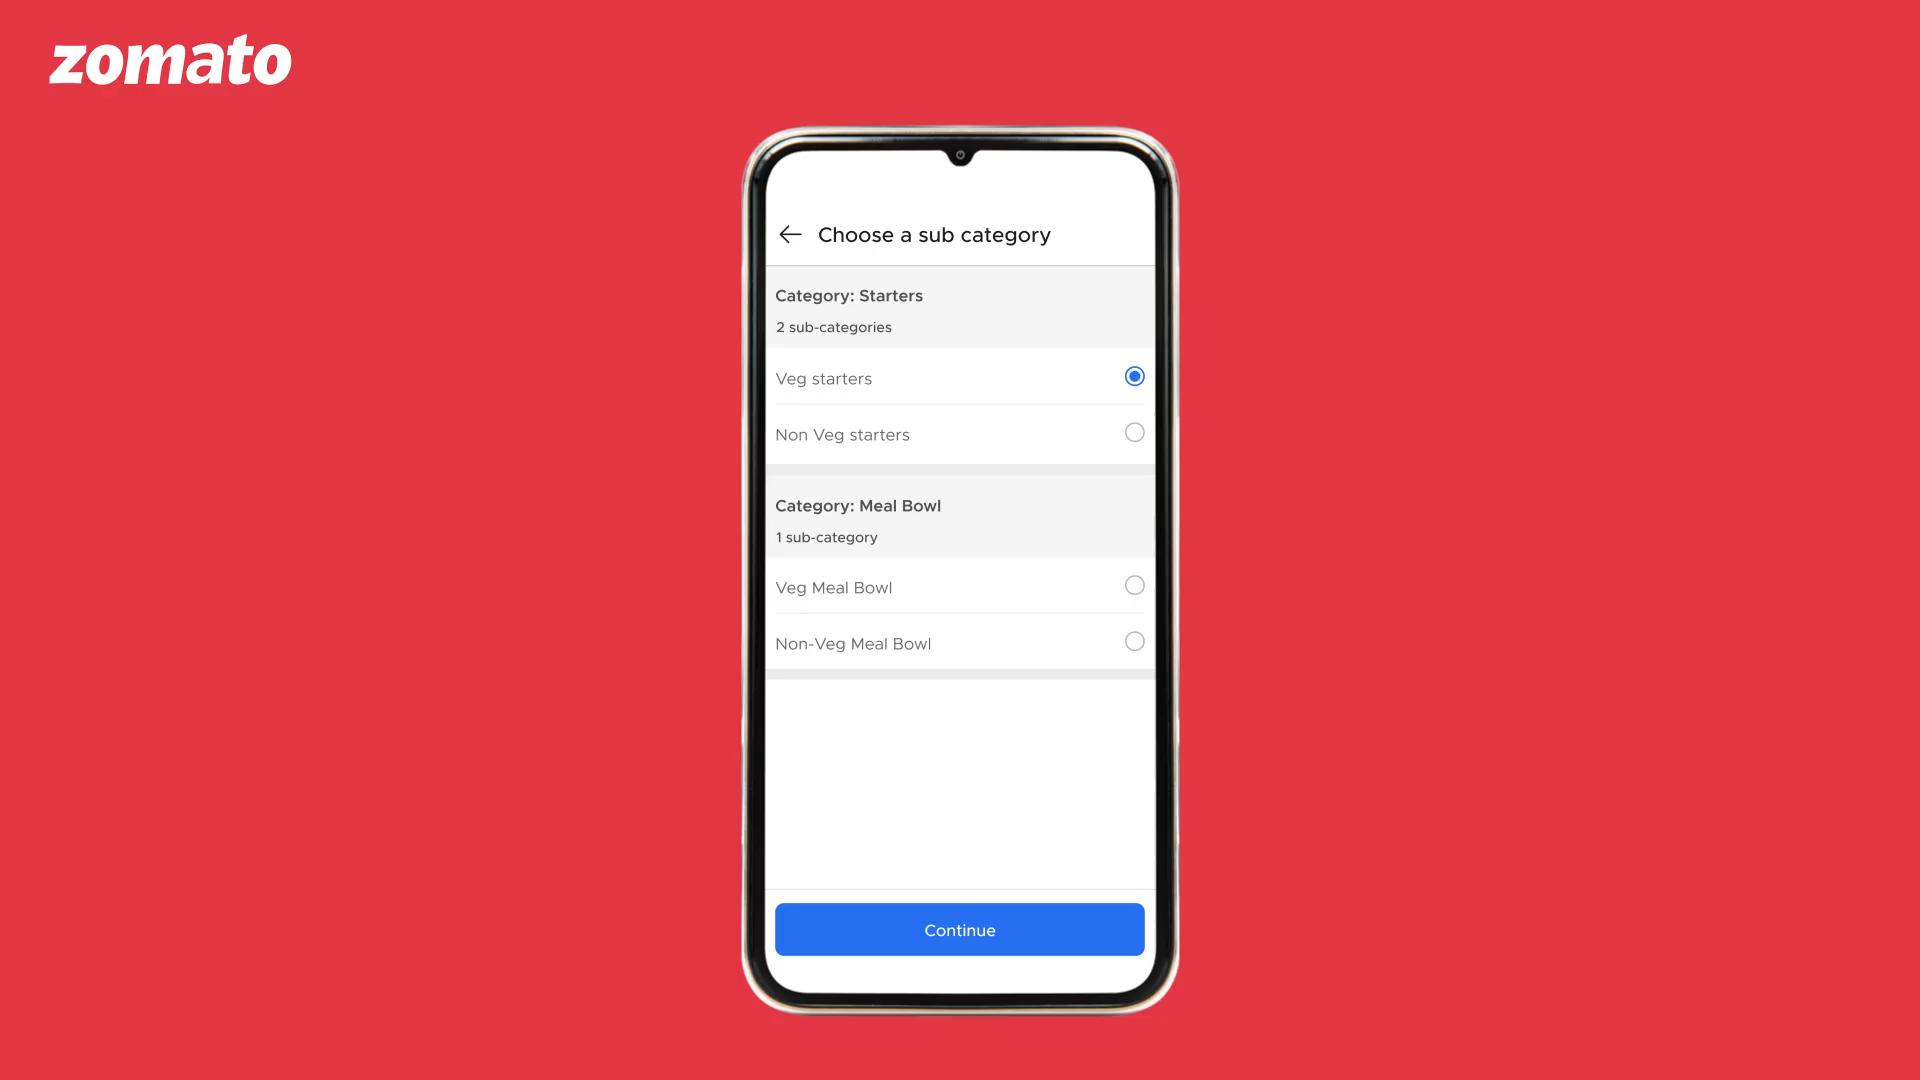 zomato
Choose a sub category
Category: Starters
2 sub-categories
Veg starters
Non Veg starters
Category: Meal Bowl
1 sub-category
Veg Meal Bowl
Non-Veg Meal Bowl
Continue